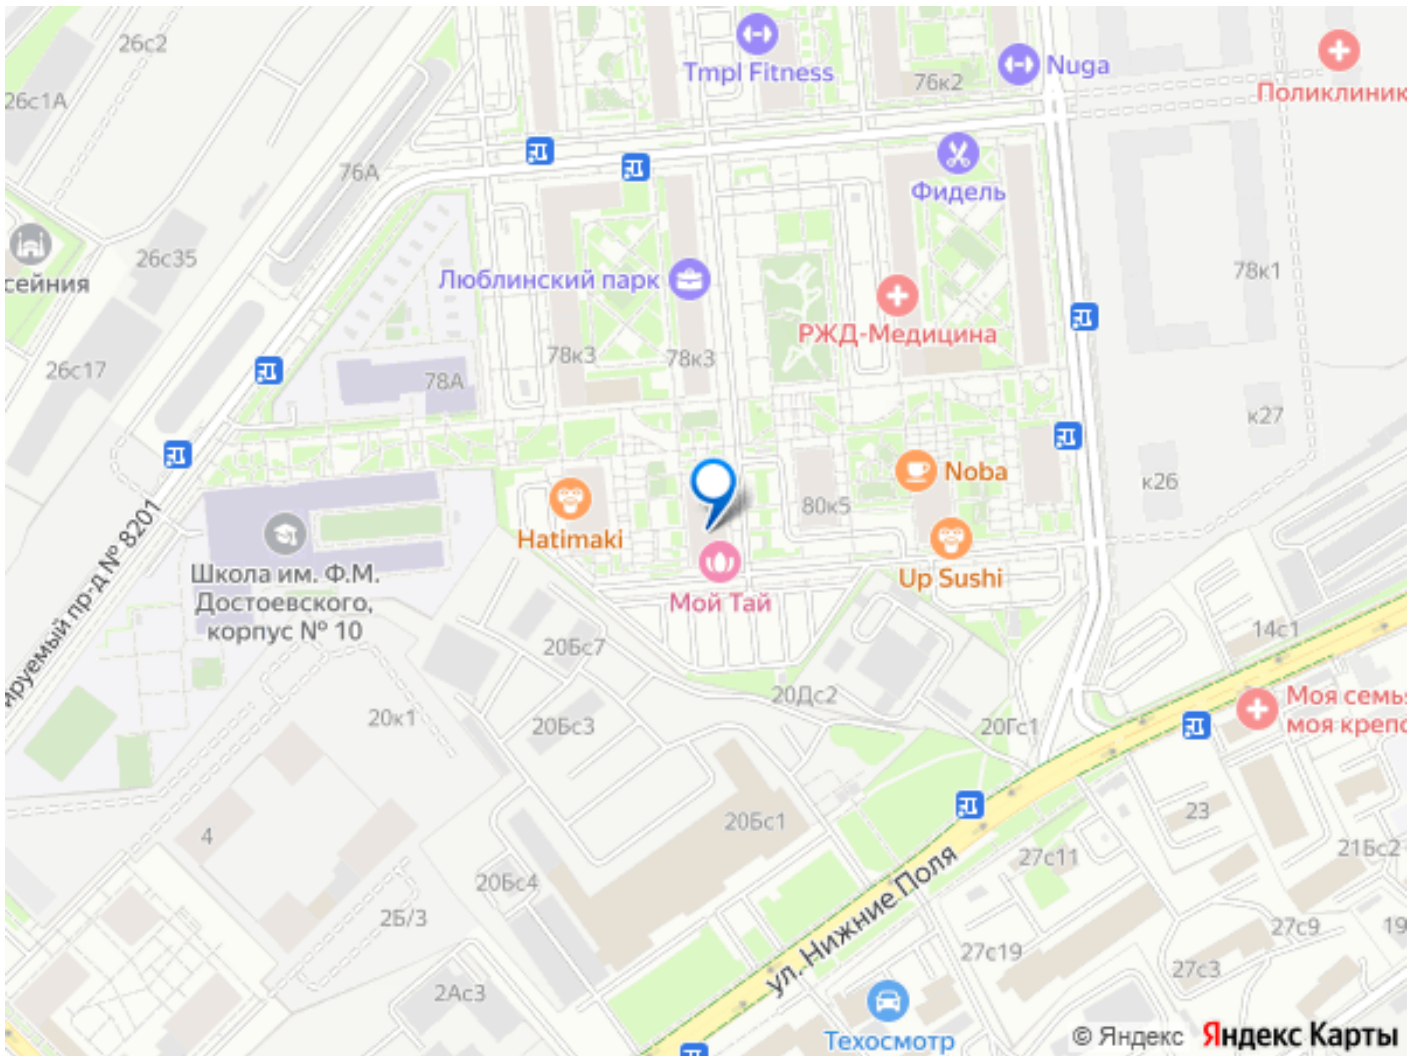 26с2
Tmpl Fitness
Nuga
76к2
Поликлиник
26с1А
76А
Фидель
26с35
сейния
Люблинский парк
78к1
РЖД-Медицина
26с17
78к3
78к3
78А
к27
Noba
к26
80к5
Hatimaki
Up Sushi
ируемый пр-д № 8201
Школа им. Ф.М.
Достоевского,
корпус № 10
Мой Тай
14с1
20Бс7
20Дс2
Моя семья
моя крепо
20к1
20Бс3
20Гс1
23
20Бс1
4
27с11
21Бс2
20Бс4
ул. Нижние Поля
2Б/3
27с9
19
27с19
27с3
2Ас3
Техосмотр
© Яндекс Яндекс Карты